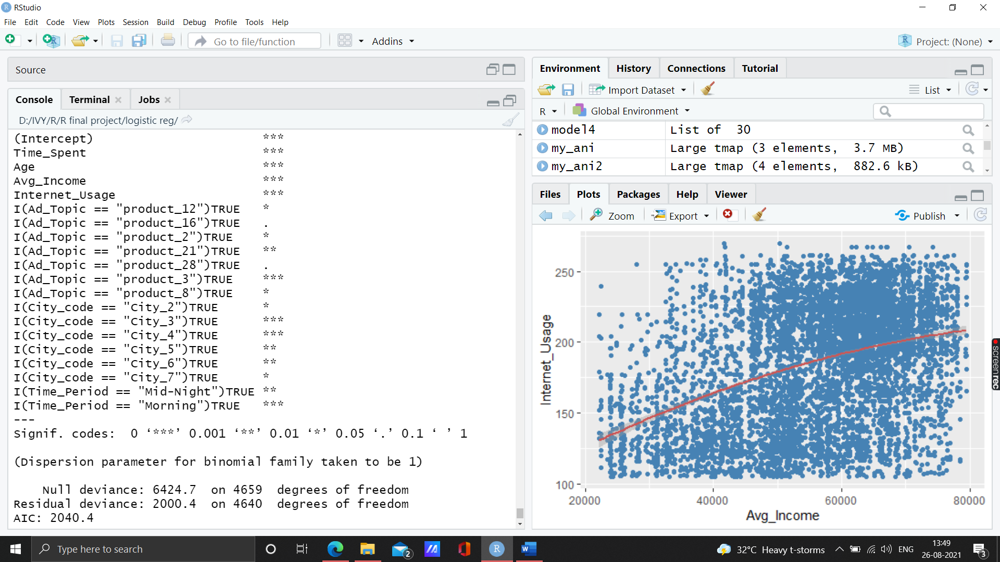 RStudio
File Edit Code View Plots Session Build Debug Profile Tools Help
Go to file/function Addins Project: (None)
Source
Console Terminal Jobs
D:/IVY/R/R final project/logistic reg/
(Intercept) ***
Time_Spent ***
Age ***
Avg_Income ***
Internet_Usage ***
I(Ad_Topic == "product_12")TRUE *
I(Ad_Topic == "product_16")TRUE .
I(Ad_Topic == "product_2")TRUE *
I(Ad_Topic == "product_21")TRUE **
I(Ad_Topic == "product_28")TRUE .
I(Ad_Topic == "product_3")TRUE ***
I(Ad_Topic == "product_8")TRUE *
I(City_code == "City_2")TRUE *
I(City_code == "City_3")TRUE ***
I(City_code == "City_4")TRUE ***
I(City_code == "City_5")TRUE **
I(City_code == "City_6")TRUE **
I(City_code == "City_7")TRUE *
I(Time_Period == "Mid-Night")TRUE **
I(Time_Period == "Morning")TRUE ***
---
Signif. codes:  0 ‘***’ 0.001 ‘**’ 0.01 ‘*’ 0.05 ‘.’ 0.1 ‘ ’ 1
(Dispersion parameter for binomial family taken to be 1)
Null deviance: 6424.7  on 4659  degrees of freedom
Residual deviance: 2000.4  on 4640  degrees of freedom
AIC: 2040.4
Environment History Connections Tutorial
Import Dataset List
R Global Environment
model4 List of  30
my_ani Large tmap (3 elements,  3.7 MB)
my_ani2 Large tmap (4 elements,  882.6 kB)
Files Plots Packages Help Viewer
Zoom Export Publish
Internet_Usage
250
200
150
100
20000 40000 60000 80000
Avg_Income
screenrec
Type here to search
2
32°C Heavy t-storms
ENG
13:49
26-08-2021
3